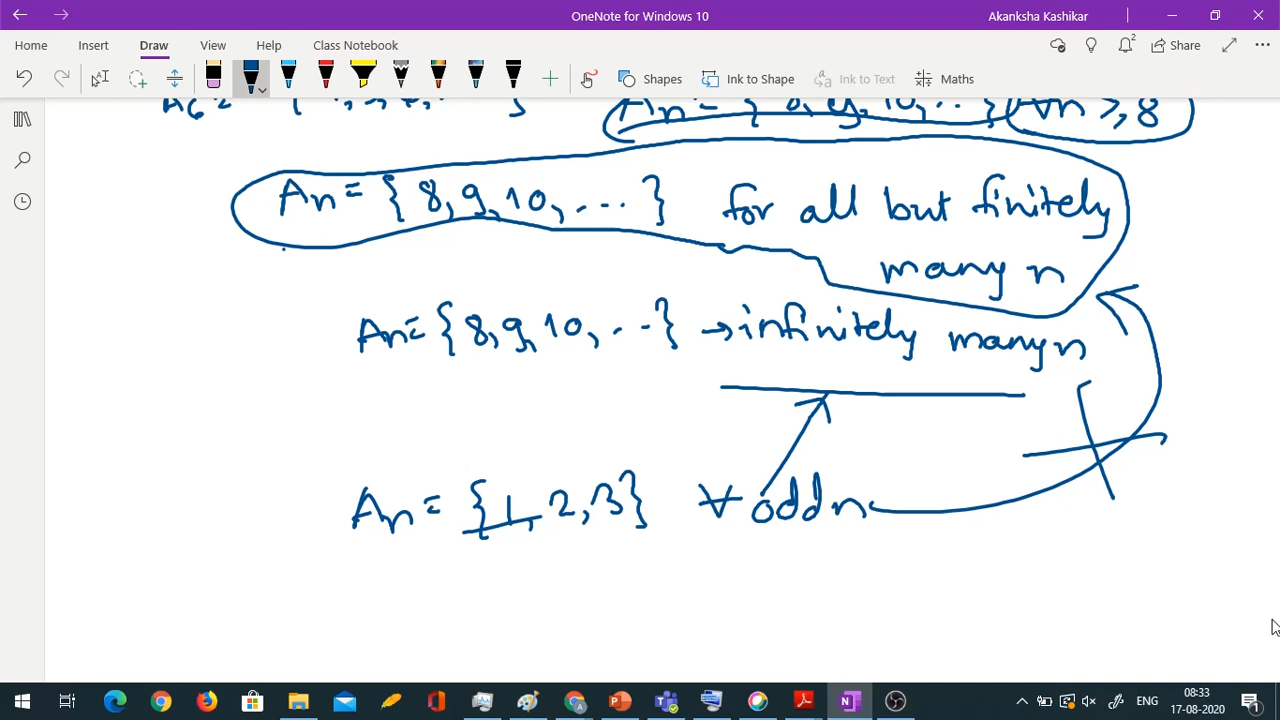 OneNote for Windows 10
Akanksha Kashikar
Home Insert Draw View Help Class Notebook
Share
Shapes
Ink to Shape
Ink to Text
Maths
An = { 8, 9, 10, .. } ∀n ≥, 8
An = { 8, 9, 10, ... } for all but finitely
many n
An = { 8, 9, 10, ... } → infinitely many n
An = { 1, 2, 3 } ∀ odd n
ENG
08:33
17-08-2020